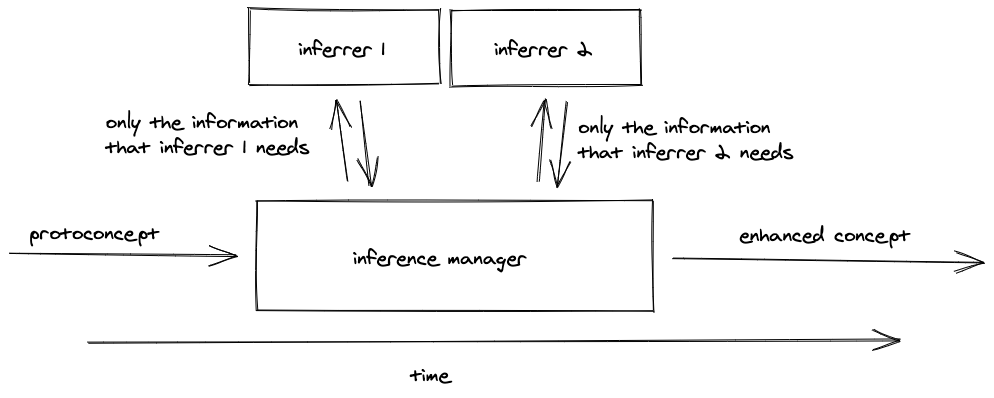 inferrer 1
inferrer 2
only the information
that inferrer 1 needs
only the information
that inferrer 2 needs
protoconcept
inference manager
enhanced concept
time